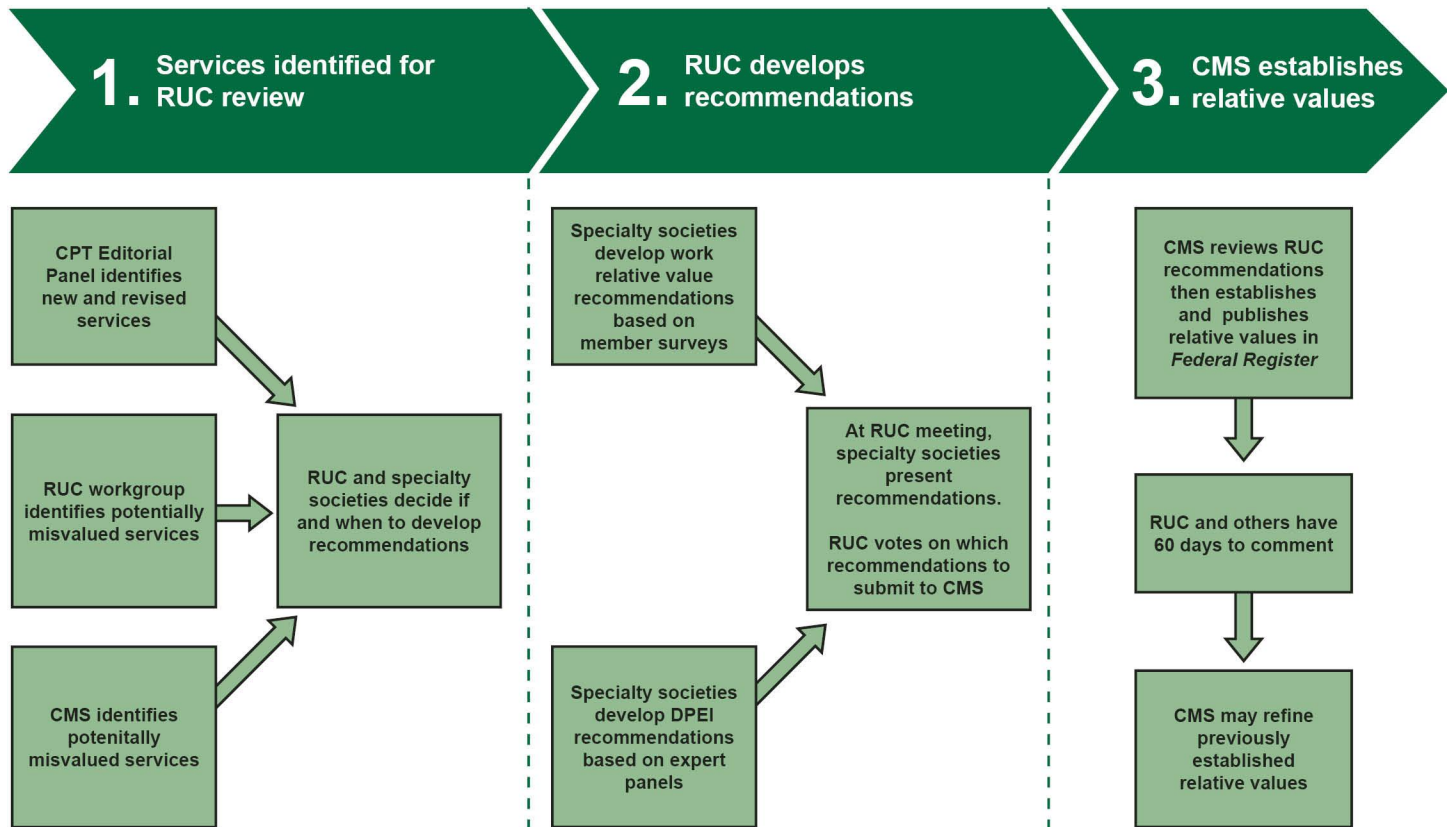 1. Services identified for
RUC review
2. RUC develops
recommendations
3. CMS establishes
relative values
CPT Editorial
Panel identifies
new and revised
services
RUC workgroup
identifies potentially
misvalued services
CMS identifies
potenitally
misvalued services
RUC and specialty
societies decide if
and when to develop
recommendations
Specialty societies
develop work
relative value
recommendations
based on
member surveys
Specialty societies
develop DPEI
recommendations
based on expert
panels
At RUC meeting,
specialty societies
present
recommendations.
RUC votes on which
recommendations to
submit to CMS
CMS reviews RUC
recommendations
then establishes
and publishes
relative values in
Federal Register
RUC and others have
60 days to comment
CMS may refine
previously
established
relative values